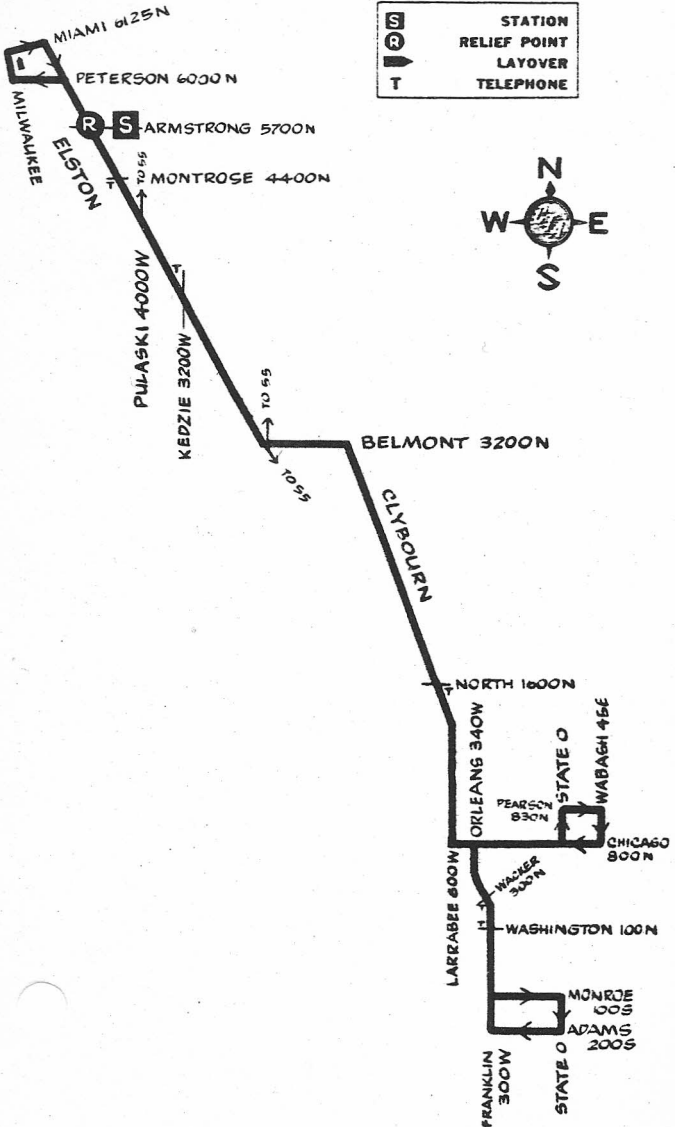 MIAMI 6125N
PETERSON 6000N
MILWAUKEE
S STATION
R RELIEF POINT
LAYOVER
T TELEPHONE
R S ARMSTRONG 5700N
ELSTON
TO 55
T MONTROSE 4400N
N
W E
S
PULASKI 4000W
T
KEDZIE 3200W
TO 55
BELMONT 3200N
TO 55
CLYBOURN
NORTH 1600N
T
ORLEANS 340W
STATE 0
WABASH 45E
PEARSON
830N
CHICAGO
800N
LARRABEE 600W
WACKER
300N
T
T
WASHINGTON 100N
MONROE
100S
ADAMS
200S
FRANKLIN
300W
STATE 0